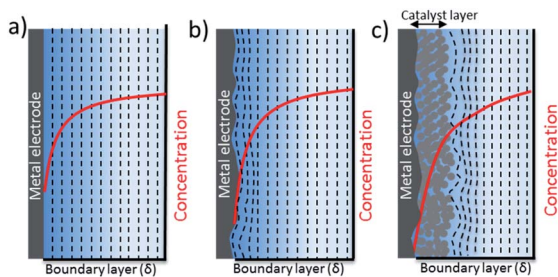 a)
Metal electrode
Concentration
Boundary layer (δ)
b)
Metal electrode
Concentration
Boundary layer (δ)
Catalyst layer
c)
Metal electrode
Concentration
Boundary layer (δ)